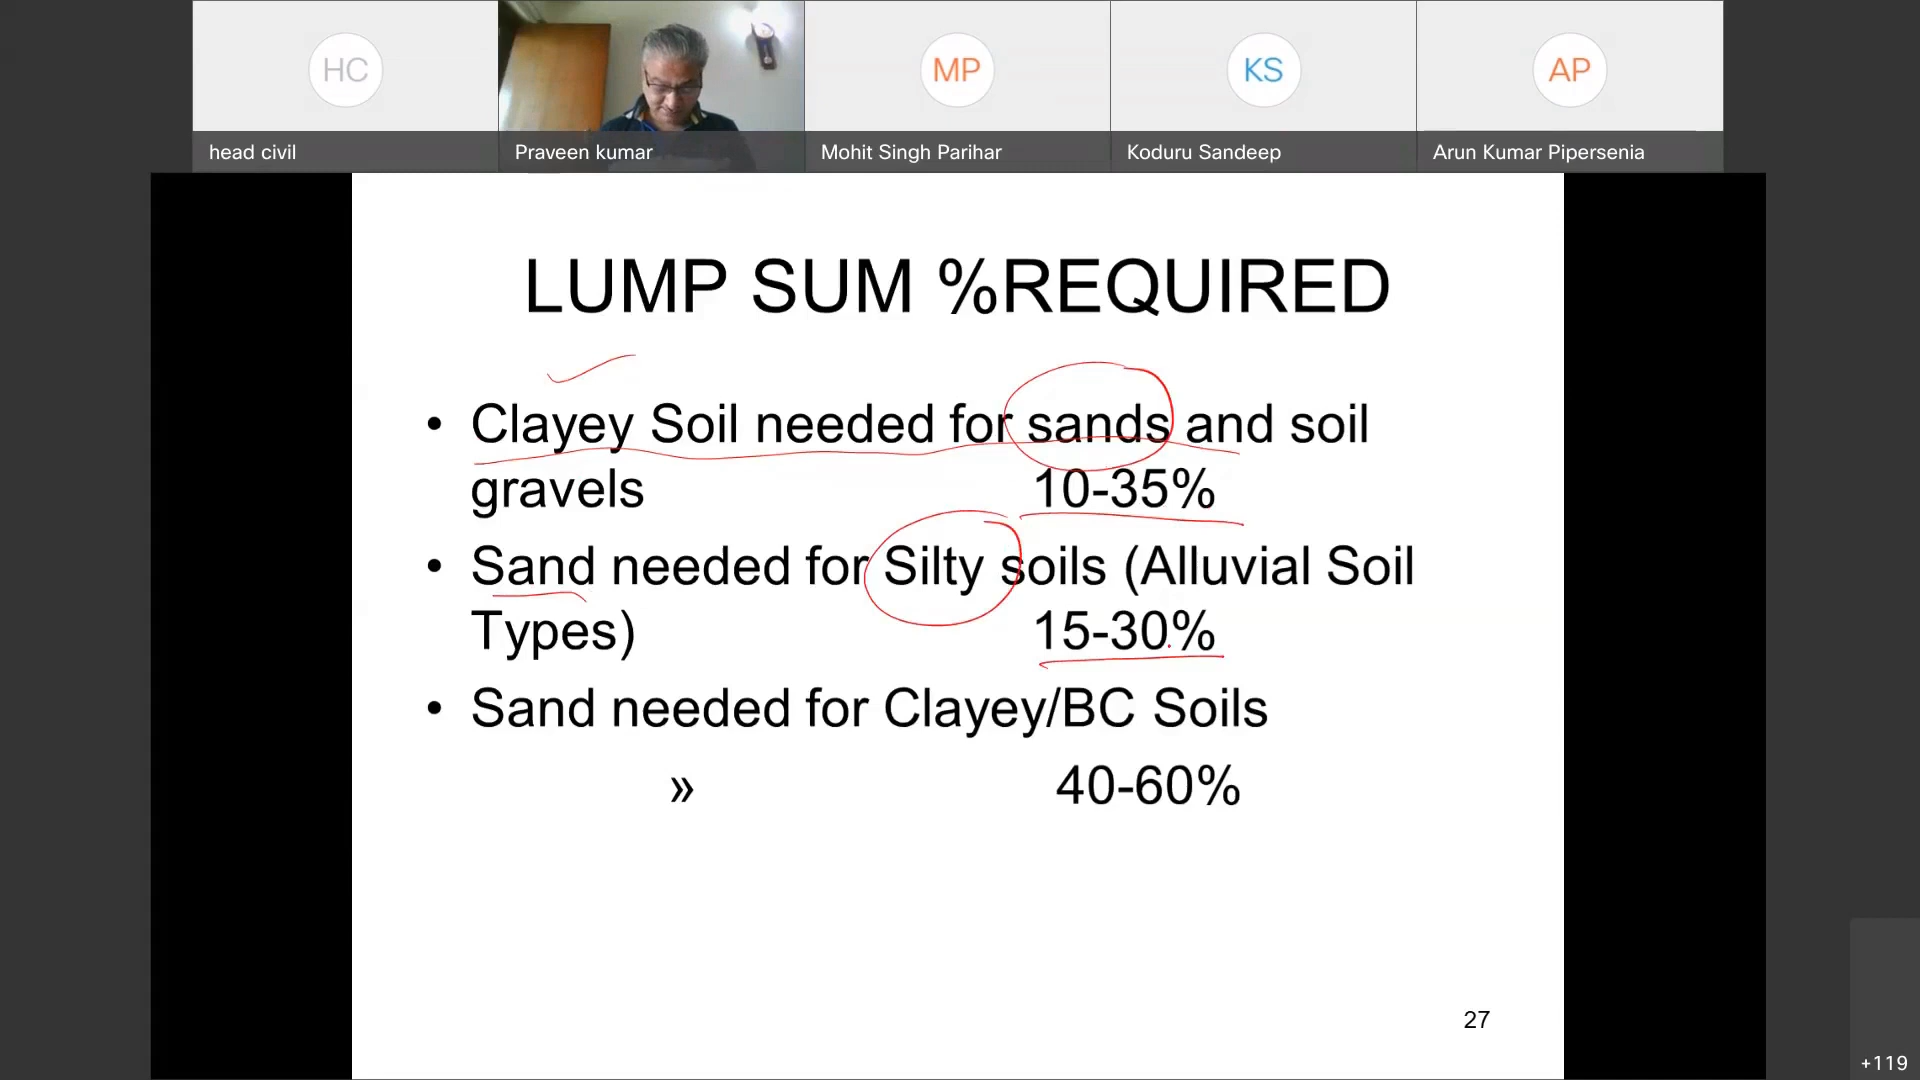 HC
MP
KS
AP
head civil
Praveen kumar
Mohit Singh Parihar
Koduru Sandeep
Arun Kumar Pipersenia
LUMP SUM %REQUIRED
• Clayey Soil needed for sands and soil
gravels 10-35%
• Sand needed for Silty soils (Alluvial Soil
Types) 15-30%
• Sand needed for Clayey/BC Soils
» 40-60%
27
+119